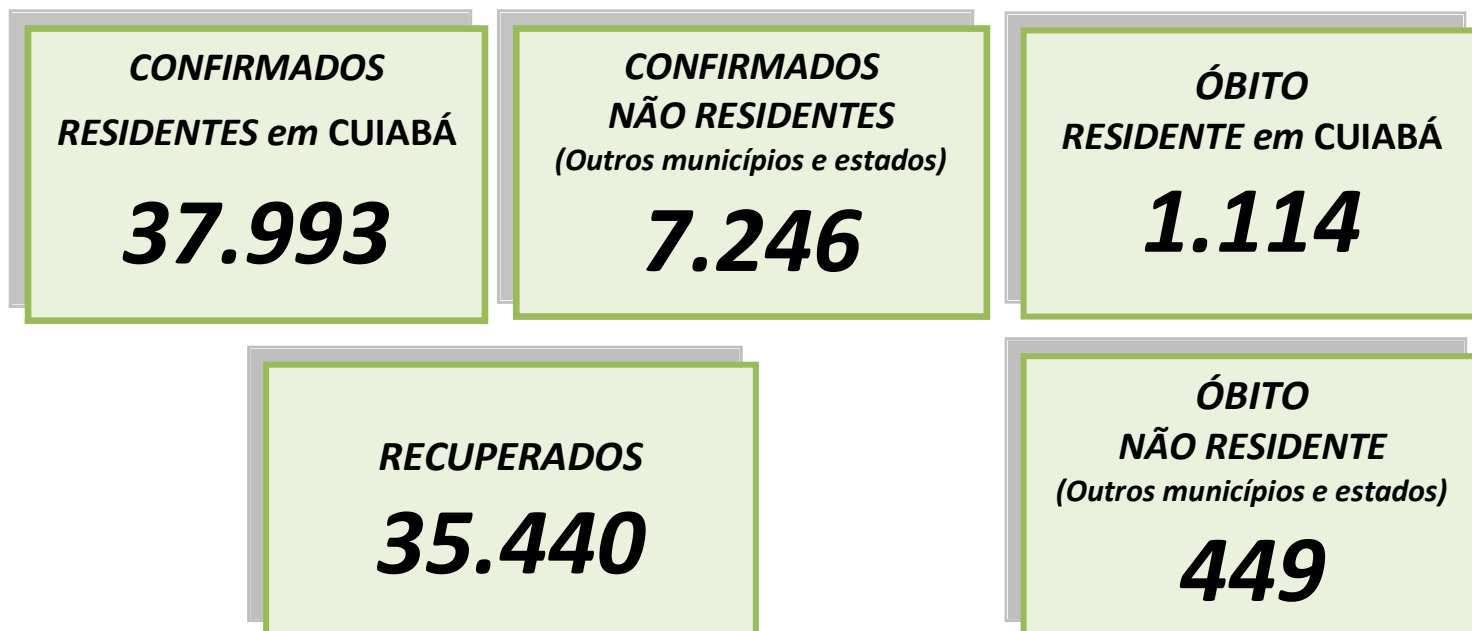 CONFIRMADOS
RESIDENTES em CUIABÁ
37.993
CONFIRMADOS
NÃO RESIDENTES
(Outros municípios e estados)
7.246
ÓBITO
RESIDENTE em CUIABÁ
1.114
RECUPERADOS
35.440
ÓBITO
NÃO RESIDENTE
(Outros municípios e estados)
449